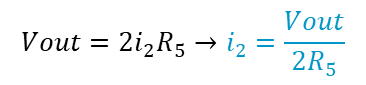 Vout = 2i₂R₅ → i₂ = Vout / 2R₅